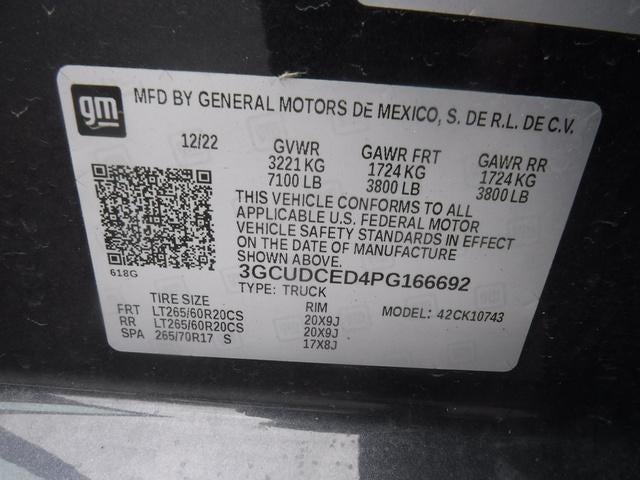 gm
MFD BY GENERAL MOTORS DE MEXICO, S. DE R.L. DE C.V.
12/22 GVWR GAWR FRT GAWR RR
3221 KG 1724 KG 1724 KG
7100 LB 3800 LB 3800 LB
THIS VEHICLE CONFORMS TO ALL
APPLICABLE U.S. FEDERAL MOTOR
VEHICLE SAFETY STANDARDS IN EFFECT
ON THE DATE OF MANUFACTURE
SHOWN ABOVE.
618G
3GCUDCED4PG166692
TYPE: TRUCK
TIRE SIZE RIM MODEL: 42CK10743
FRT LT265/60R20CS 20X9J
RR LT265/60R20CS 20X9J
SPA 265/70R17 S 17X8J